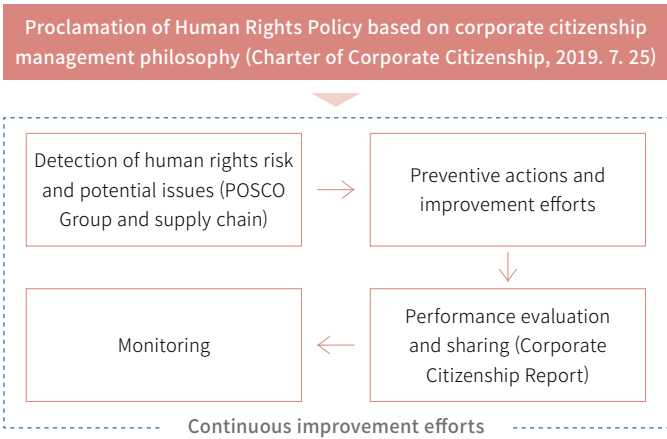 Proclamation of Human Rights Policy based on corporate citizenship
management philosophy (Charter of Corporate Citizenship, 2019. 7. 25)
Detection of human rights risk
and potential issues (POSCO
Group and supply chain)
Preventive actions and
improvement efforts
Performance evaluation
and sharing (Corporate
Citizenship Report)
Monitoring
Continuous improvement efforts